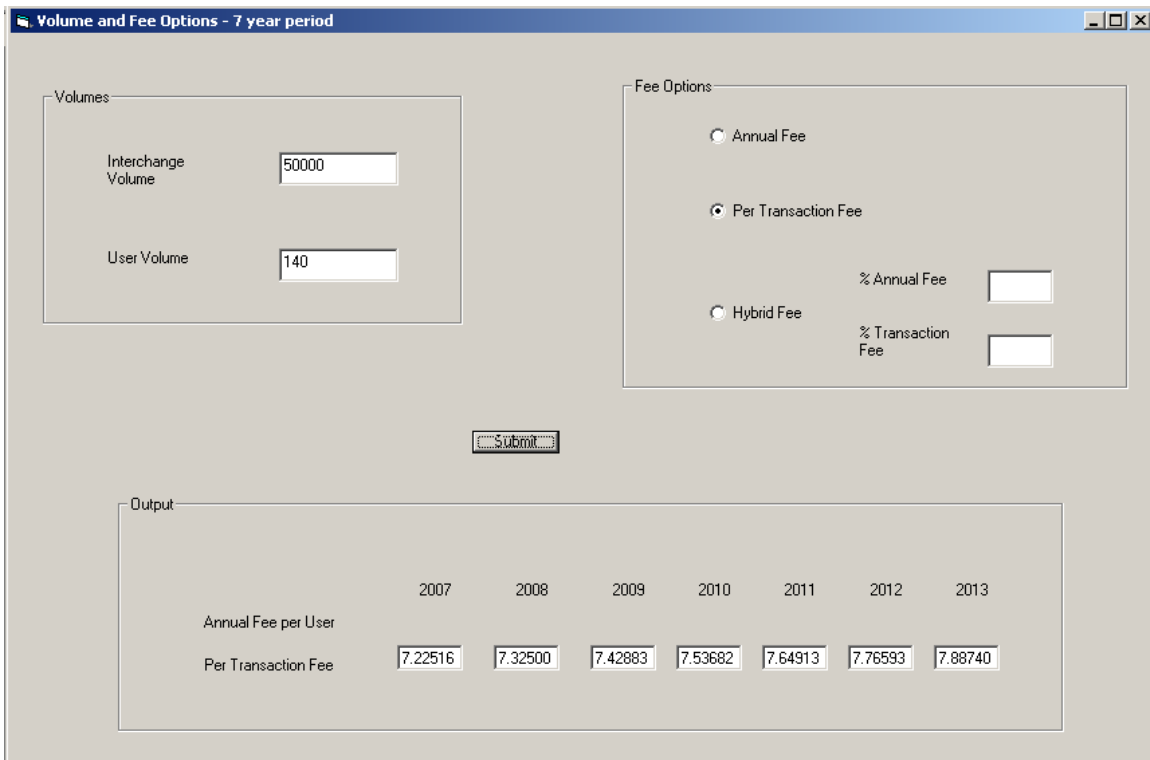 Volume and Fee Options - 7 year period
Volumes
Interchange
Volume
50000
User Volume
140
Fee Options
Annual Fee
Per Transaction Fee
Hybrid Fee
% Annual Fee
% Transaction
Fee
Submit
Output
2007 2008 2009 2010 2011 2012 2013
Annual Fee per User
Per Transaction Fee 7.22516 7.32500 7.42883 7.53682 7.64913 7.76593 7.88740